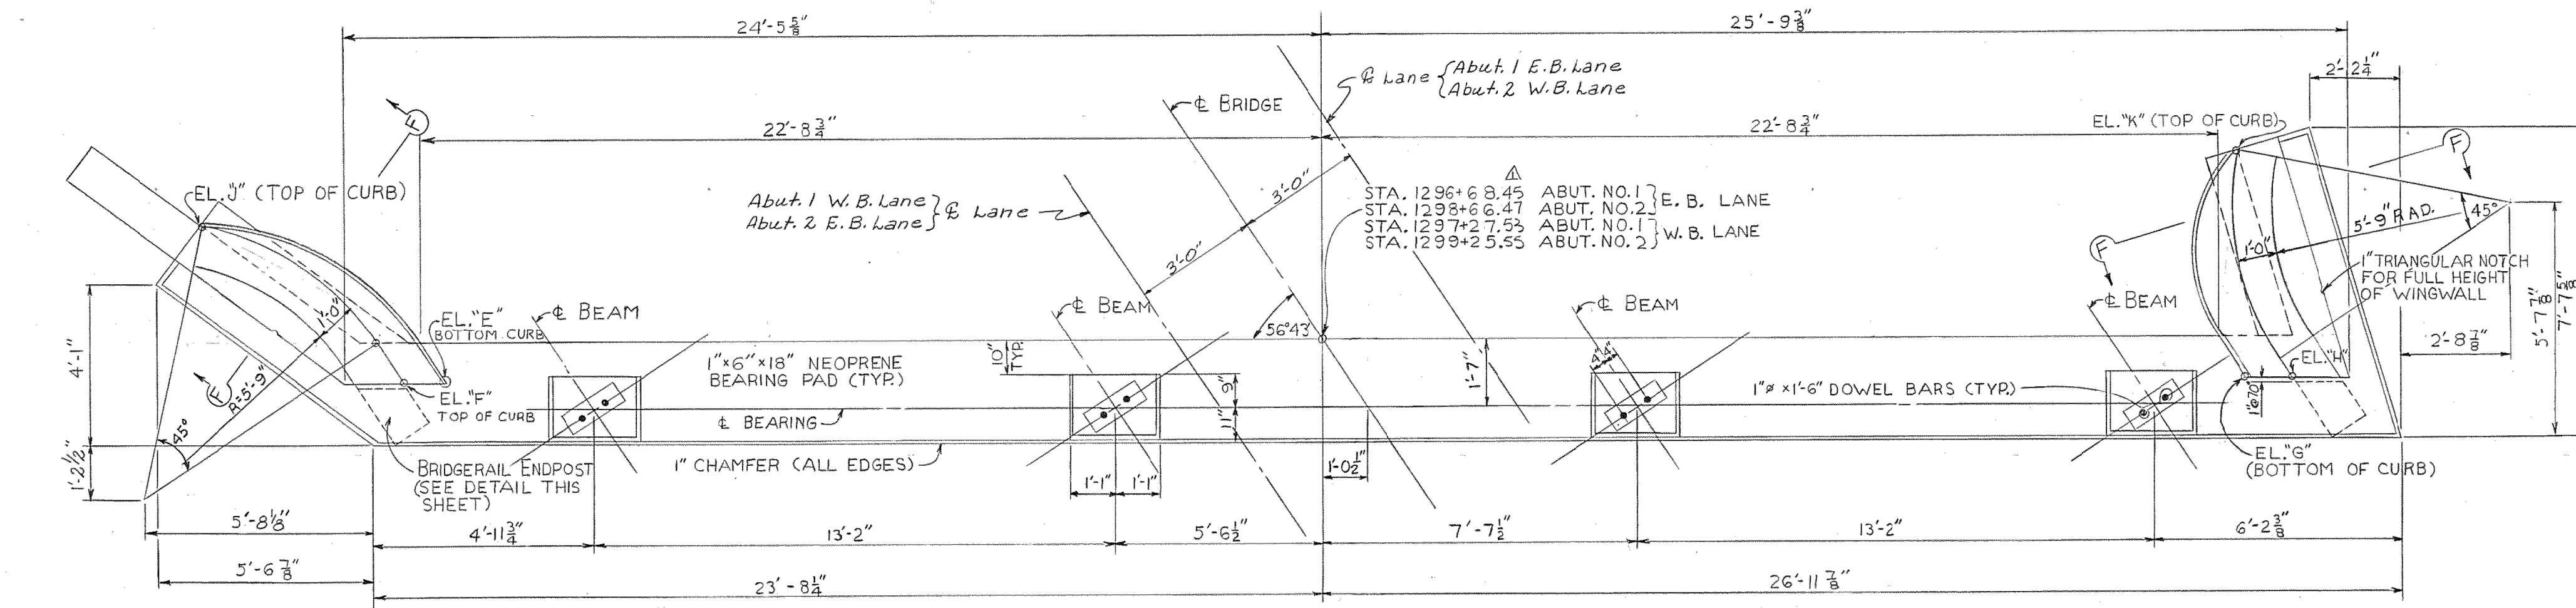 24'-5 5/8"
25'-9 3/8"
℄ Lane { Abut. 1 E.B. Lane
Abut. 2 W.B. Lane
2'-2 1/4"
℄ BRIDGE
F
22'-8 3/4"
22'-8 3/4"
EL. "K" (TOP OF CURB)
F
EL. "J" (TOP OF CURB)
Abut. 1 W.B. Lane
Abut. 2 E.B. Lane } ℄ Lane
3'-0"
3'-0"
1
STA. 1296+68.45 ABUT. NO. 1
STA. 1298+66.47 ABUT. NO. 2 } E. B. LANE
STA. 1297+27.53 ABUT. NO. 1
STA. 1299+25.55 ABUT. NO. 2 } W. B. LANE
45°
5'-9" RAD.
1'-0"
F
1" TRIANGULAR NOTCH
FOR FULL HEIGHT
OF WINGWALL
5'-7 7/8"
7'-7 5/8"
2'-8 7/8"
4'-1"
1'-0"
EL. "E"
BOTTOM CURB
℄ BEAM
℄ BEAM
℄ BEAM
℄ BEAM
56°43'
1"×6"×18" NEOPRENE
BEARING PAD (TYP.)
10"
TYP.
9"
11"
1'-7"
4" 4"
EL. "H"
1"ø ×1'-6" DOWEL BARS (TYP.)
F
R=5'-9"
EL. "F"
TOP OF CURB
℄ BEARING
45°
1'-2 1/2"
BRIDGERAIL ENDPOST
(SEE DETAIL THIS
SHEET)
1" CHAMFER (ALL EDGES)
1'-0 1/2"
EL. "G"
(BOTTOM OF CURB)
1'-1"
1'-1"
5'-8 1/8"
4'-11 3/4"
13'-2"
5'-6 1/2"
7'-7 1/2"
13'-2"
6'-2 3/8"
5'-6 7/8"
23'-8 1/4"
26'-11 7/8"